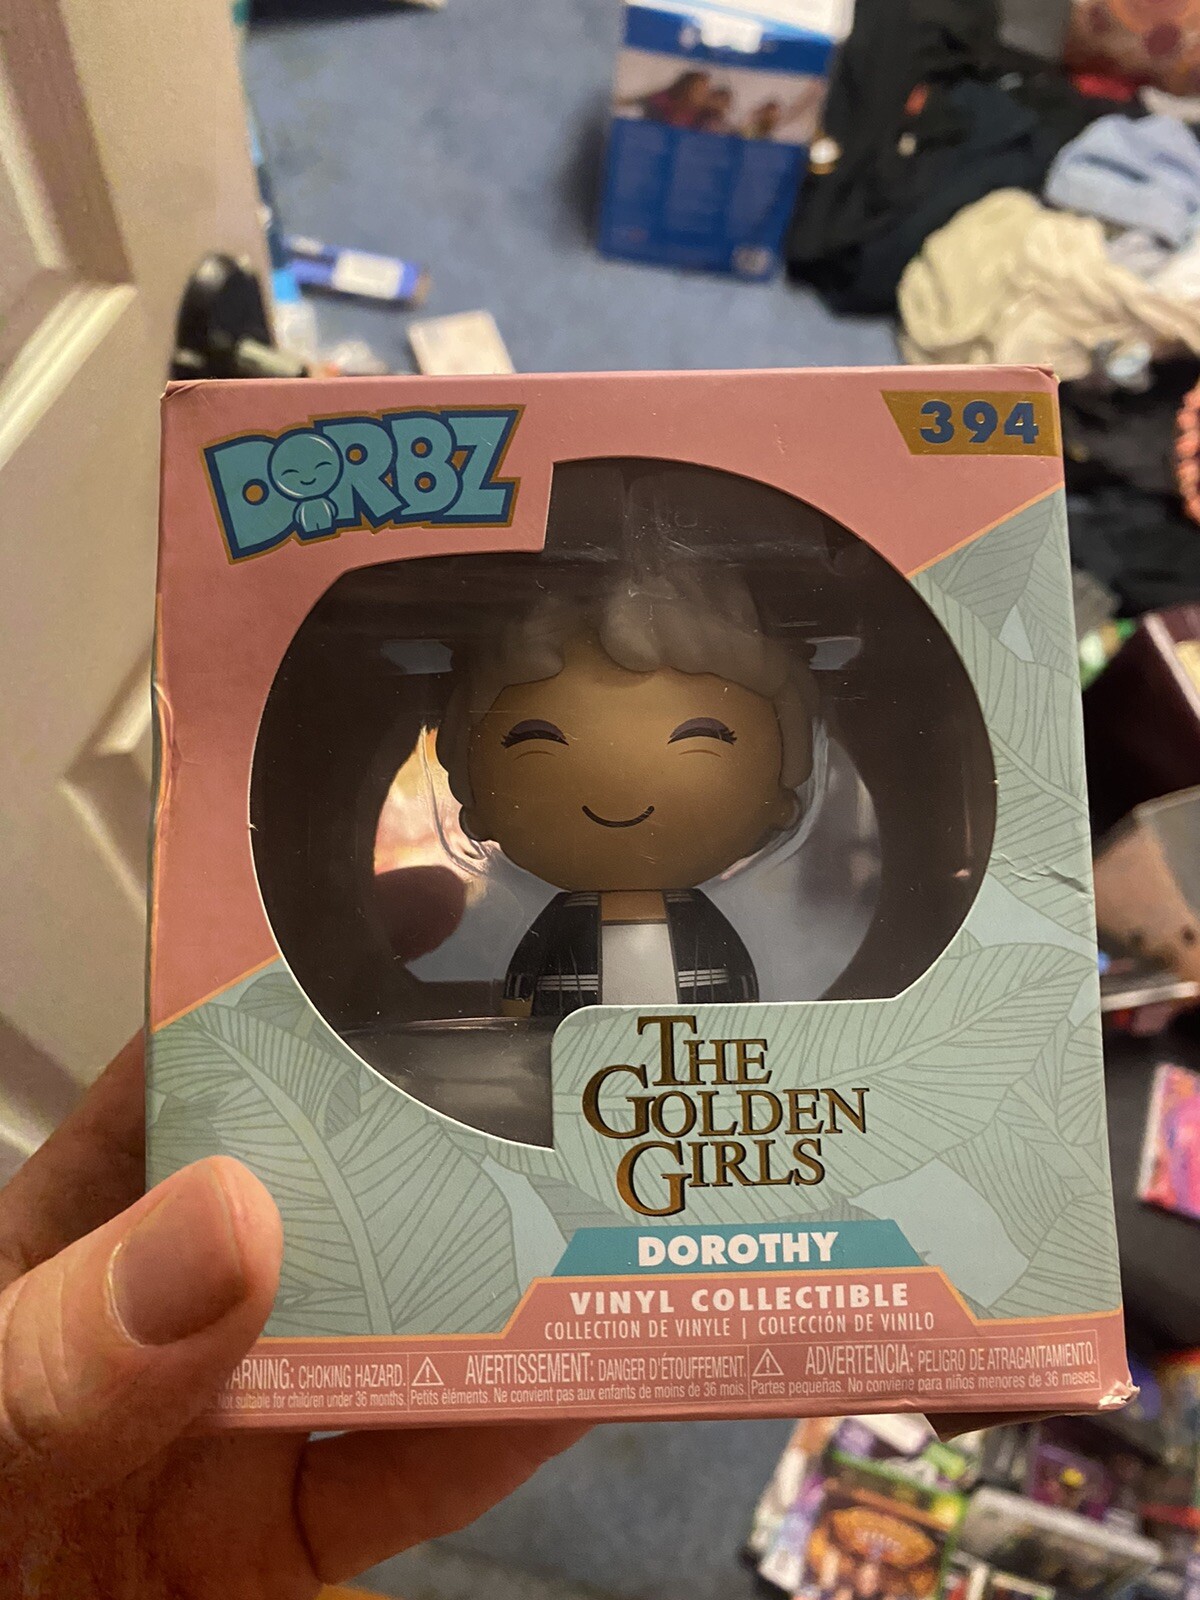 DORBZ
394
THE
GOLDEN
GIRLS
DOROTHY
VINYL COLLECTIBLE
COLLECTION DE VINYLE | COLECCIÓN DE VINILO
WARNING: CHOKING HAZARD. AVERTISSEMENT: DANGER D'ÉTOUFFEMENT. ADVERTENCIA: PELIGRO DE ATRAGANTAMIENTO.
Not suitable for children under 36 months. Petits éléments. Ne convient pas aux enfants de moins de 36 mois. Partes pequeñas. No conviene para niños menores de 36 meses.